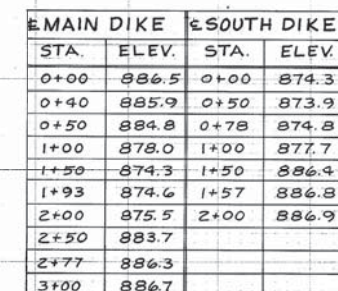 ℄ MAIN DIKE ℄ SOUTH DIKE
STA. ELEV. STA. ELEV.
0+00 886.5 0+00 874.3
0+40 885.9 0+50 873.9
0+50 884.8 0+78 874.8
1+00 878.0 1+00 877.7
1+50 874.3 1+50 886.4
1+93 874.6 1+57 886.8
2+00 875.5 2+00 886.9
2+50 883.7
2+77 886.3
3+00 886.7